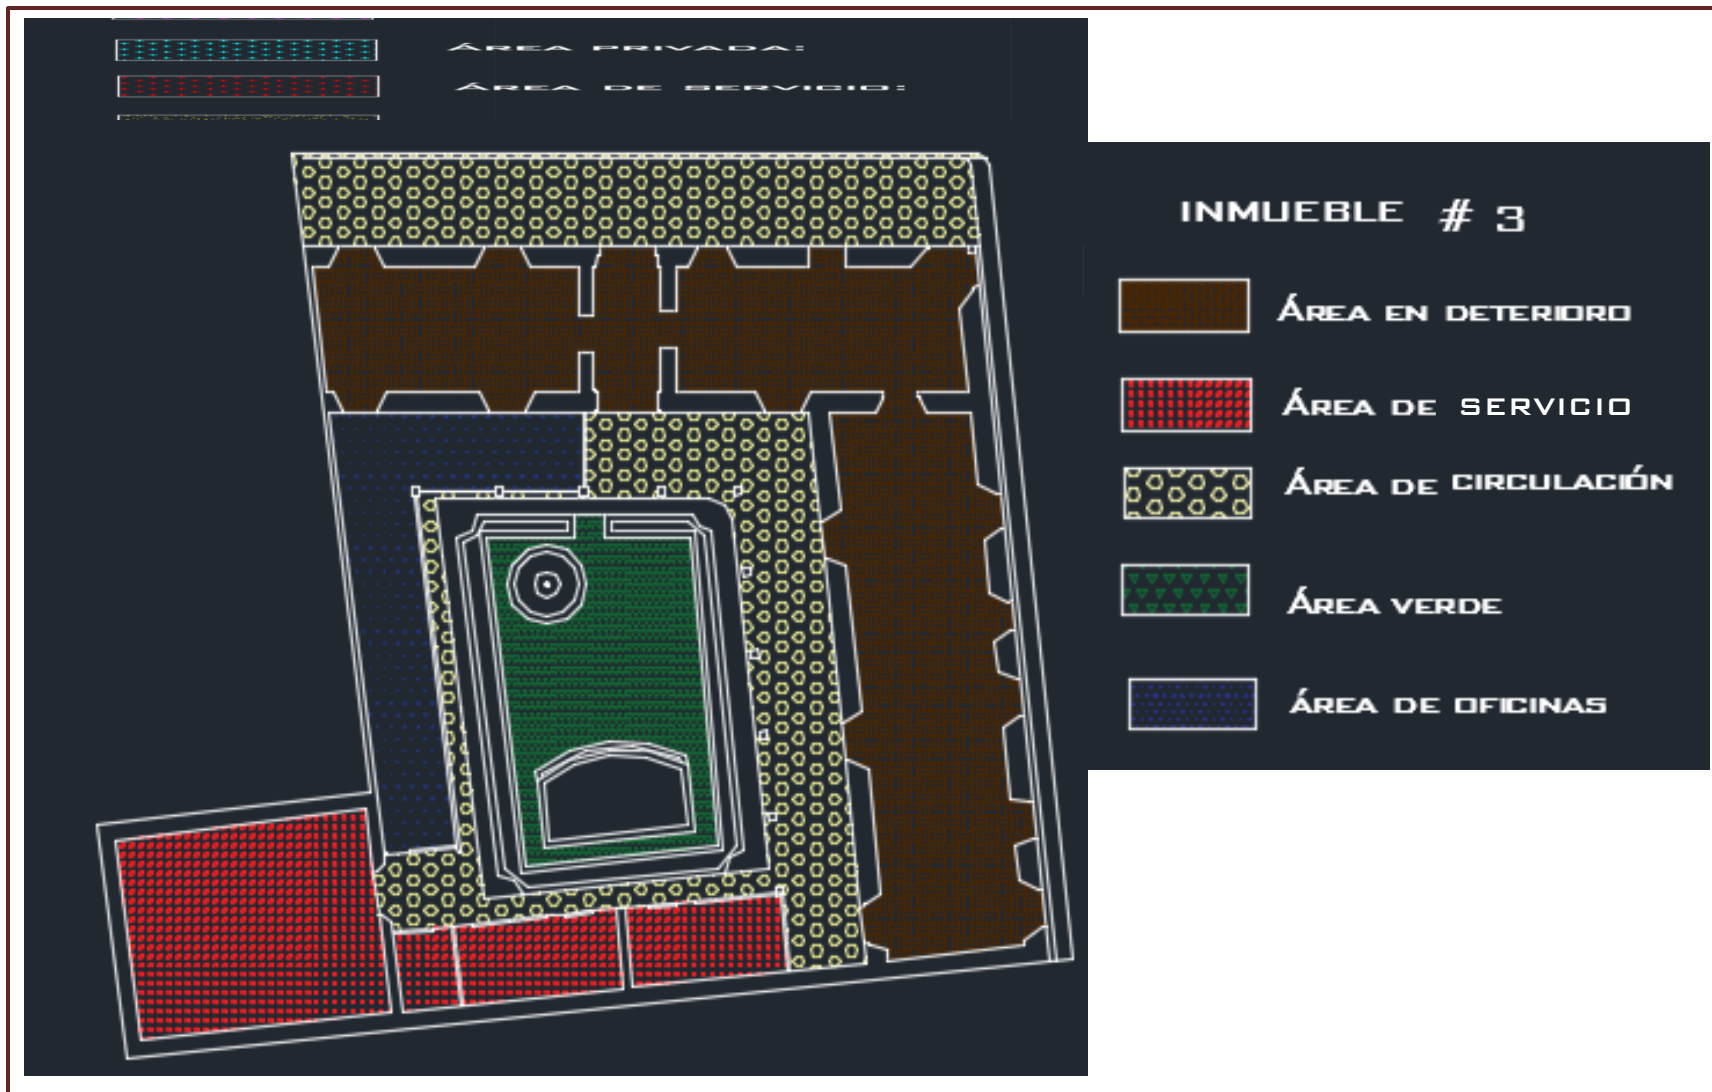 ÁREA PRIVADA:
ÁREA DE SERVICIO:
INMUEBLE # 3
ÁREA EN DETERIORO
ÁREA DE SERVICIO
ÁREA DE CIRCULACIÓN
ÁREA VERDE
ÁREA DE OFICINAS